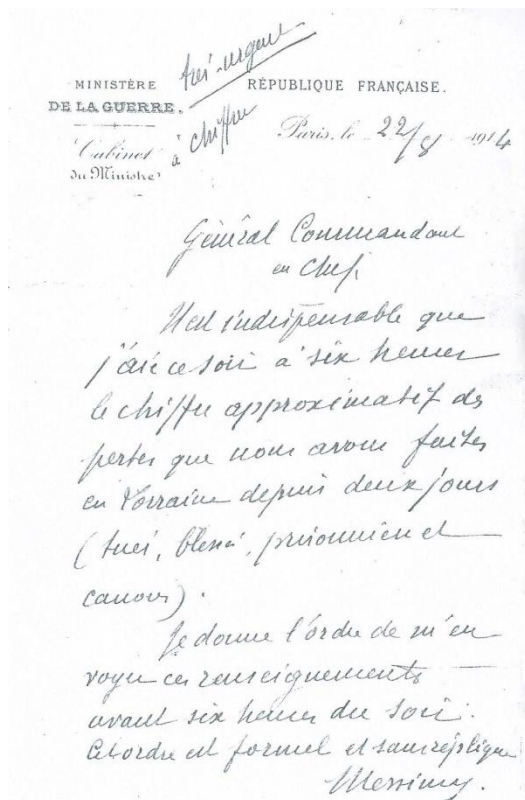 très-urgent
à chiffrer
MINISTÈRE
DE LA GUERRE.
Cabinet
du Ministre
RÉPUBLIQUE FRANÇAISE.
Paris, le 22/8 1914
Général Commandant
en Chef,
Il est indispensable que
j'aie ce soir à six heures
le chiffre approximatif des
pertes que nous avons faites
en Lorraine depuis deux jours
(tués, blessés, prisonniers et
canons).
Je donne l'ordre de m'en
voyer ces renseignements
avant six heures du soir.
Cet ordre est formel et sans réplique
Messimy.